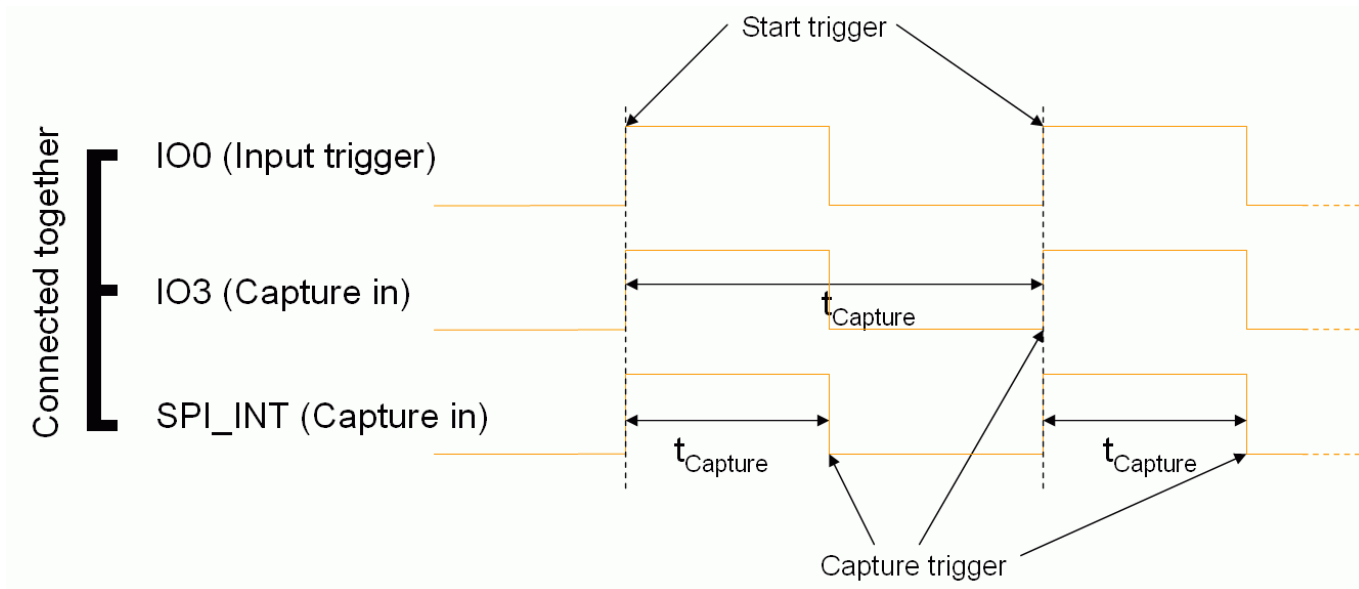 Start trigger
Connected together
IO0 (Input trigger)
IO3 (Capture in)
tCapture
SPI_INT (Capture in)
tCapture
tCapture
Capture trigger